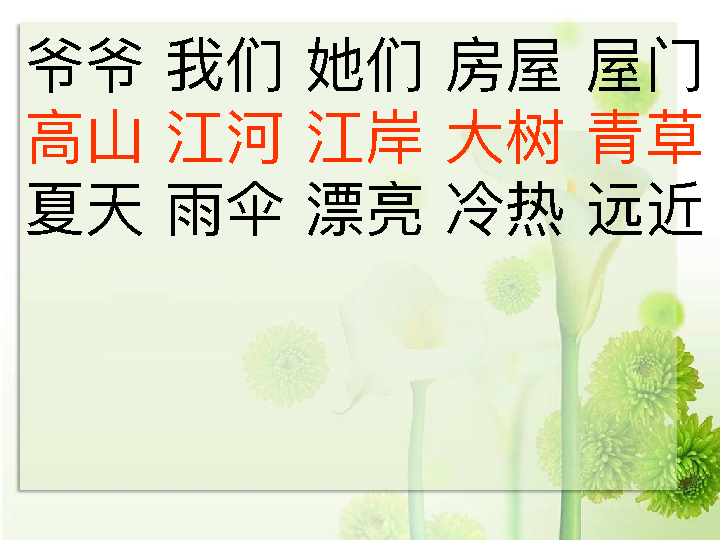 爷爷 我们 她们 房屋 屋门
高山 江河 江岸 大树 青草
夏天 雨伞 漂亮 冷热 远近